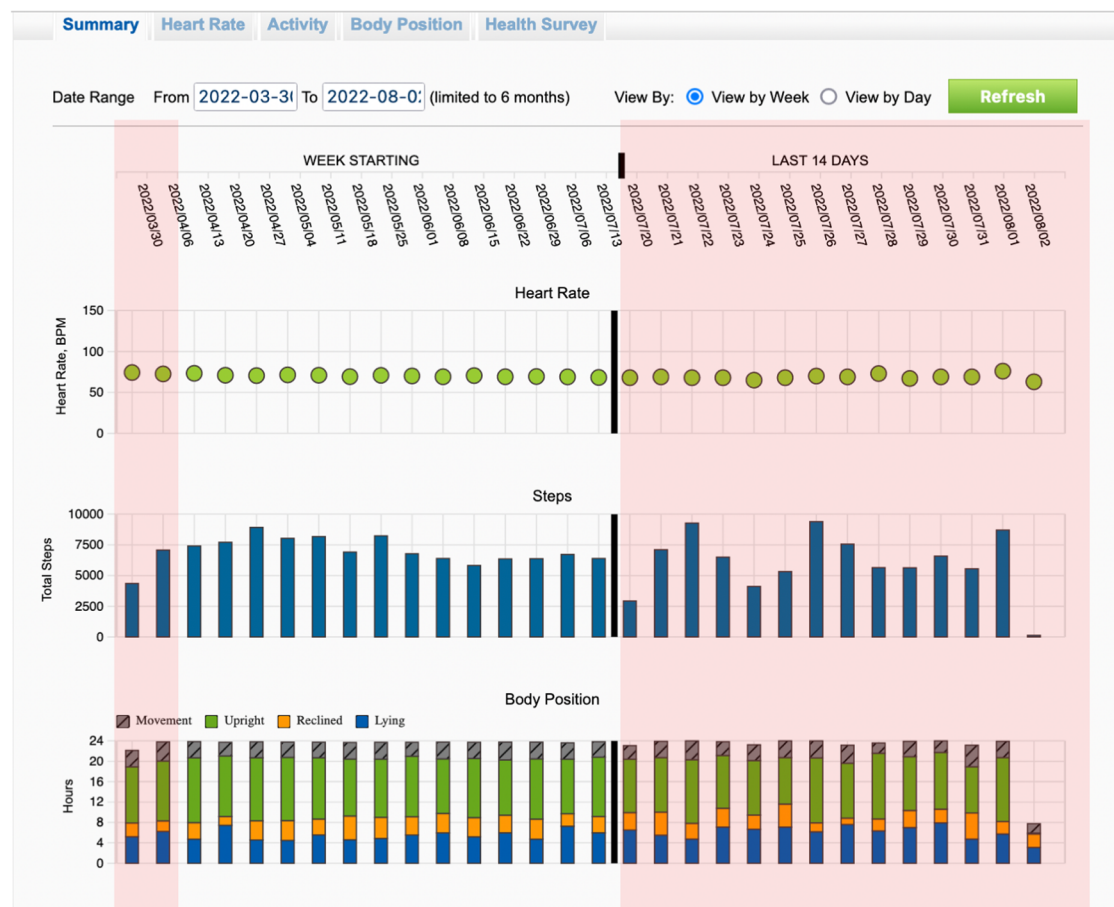 Summary Heart Rate Activity Body Position Health Survey
Date Range From 2022-03-30 To 2022-08-02 (limited to 6 months) View By: View by Week View by Day Refresh
WEEK STARTING LAST 14 DAYS
2022/03/30 2022/04/06 2022/04/13 2022/04/20 2022/04/27 2022/05/04 2022/05/11 2022/05/18 2022/05/25 2022/06/01 2022/06/08 2022/06/15 2022/06/22 2022/06/29 2022/07/06 2022/07/13 2022/07/20 2022/07/21 2022/07/22 2022/07/23 2022/07/24 2022/07/25 2022/07/26 2022/07/27 2022/07/28 2022/07/29 2022/07/30 2022/07/31 2022/08/01 2022/08/02
Heart Rate
Heart Rate, BPM
150
100
50
0
Steps
Total Steps
10000
7500
5000
2500
0
Body Position
Movement Upright Reclined Lying
Hours
24
20
16
12
8
4
0